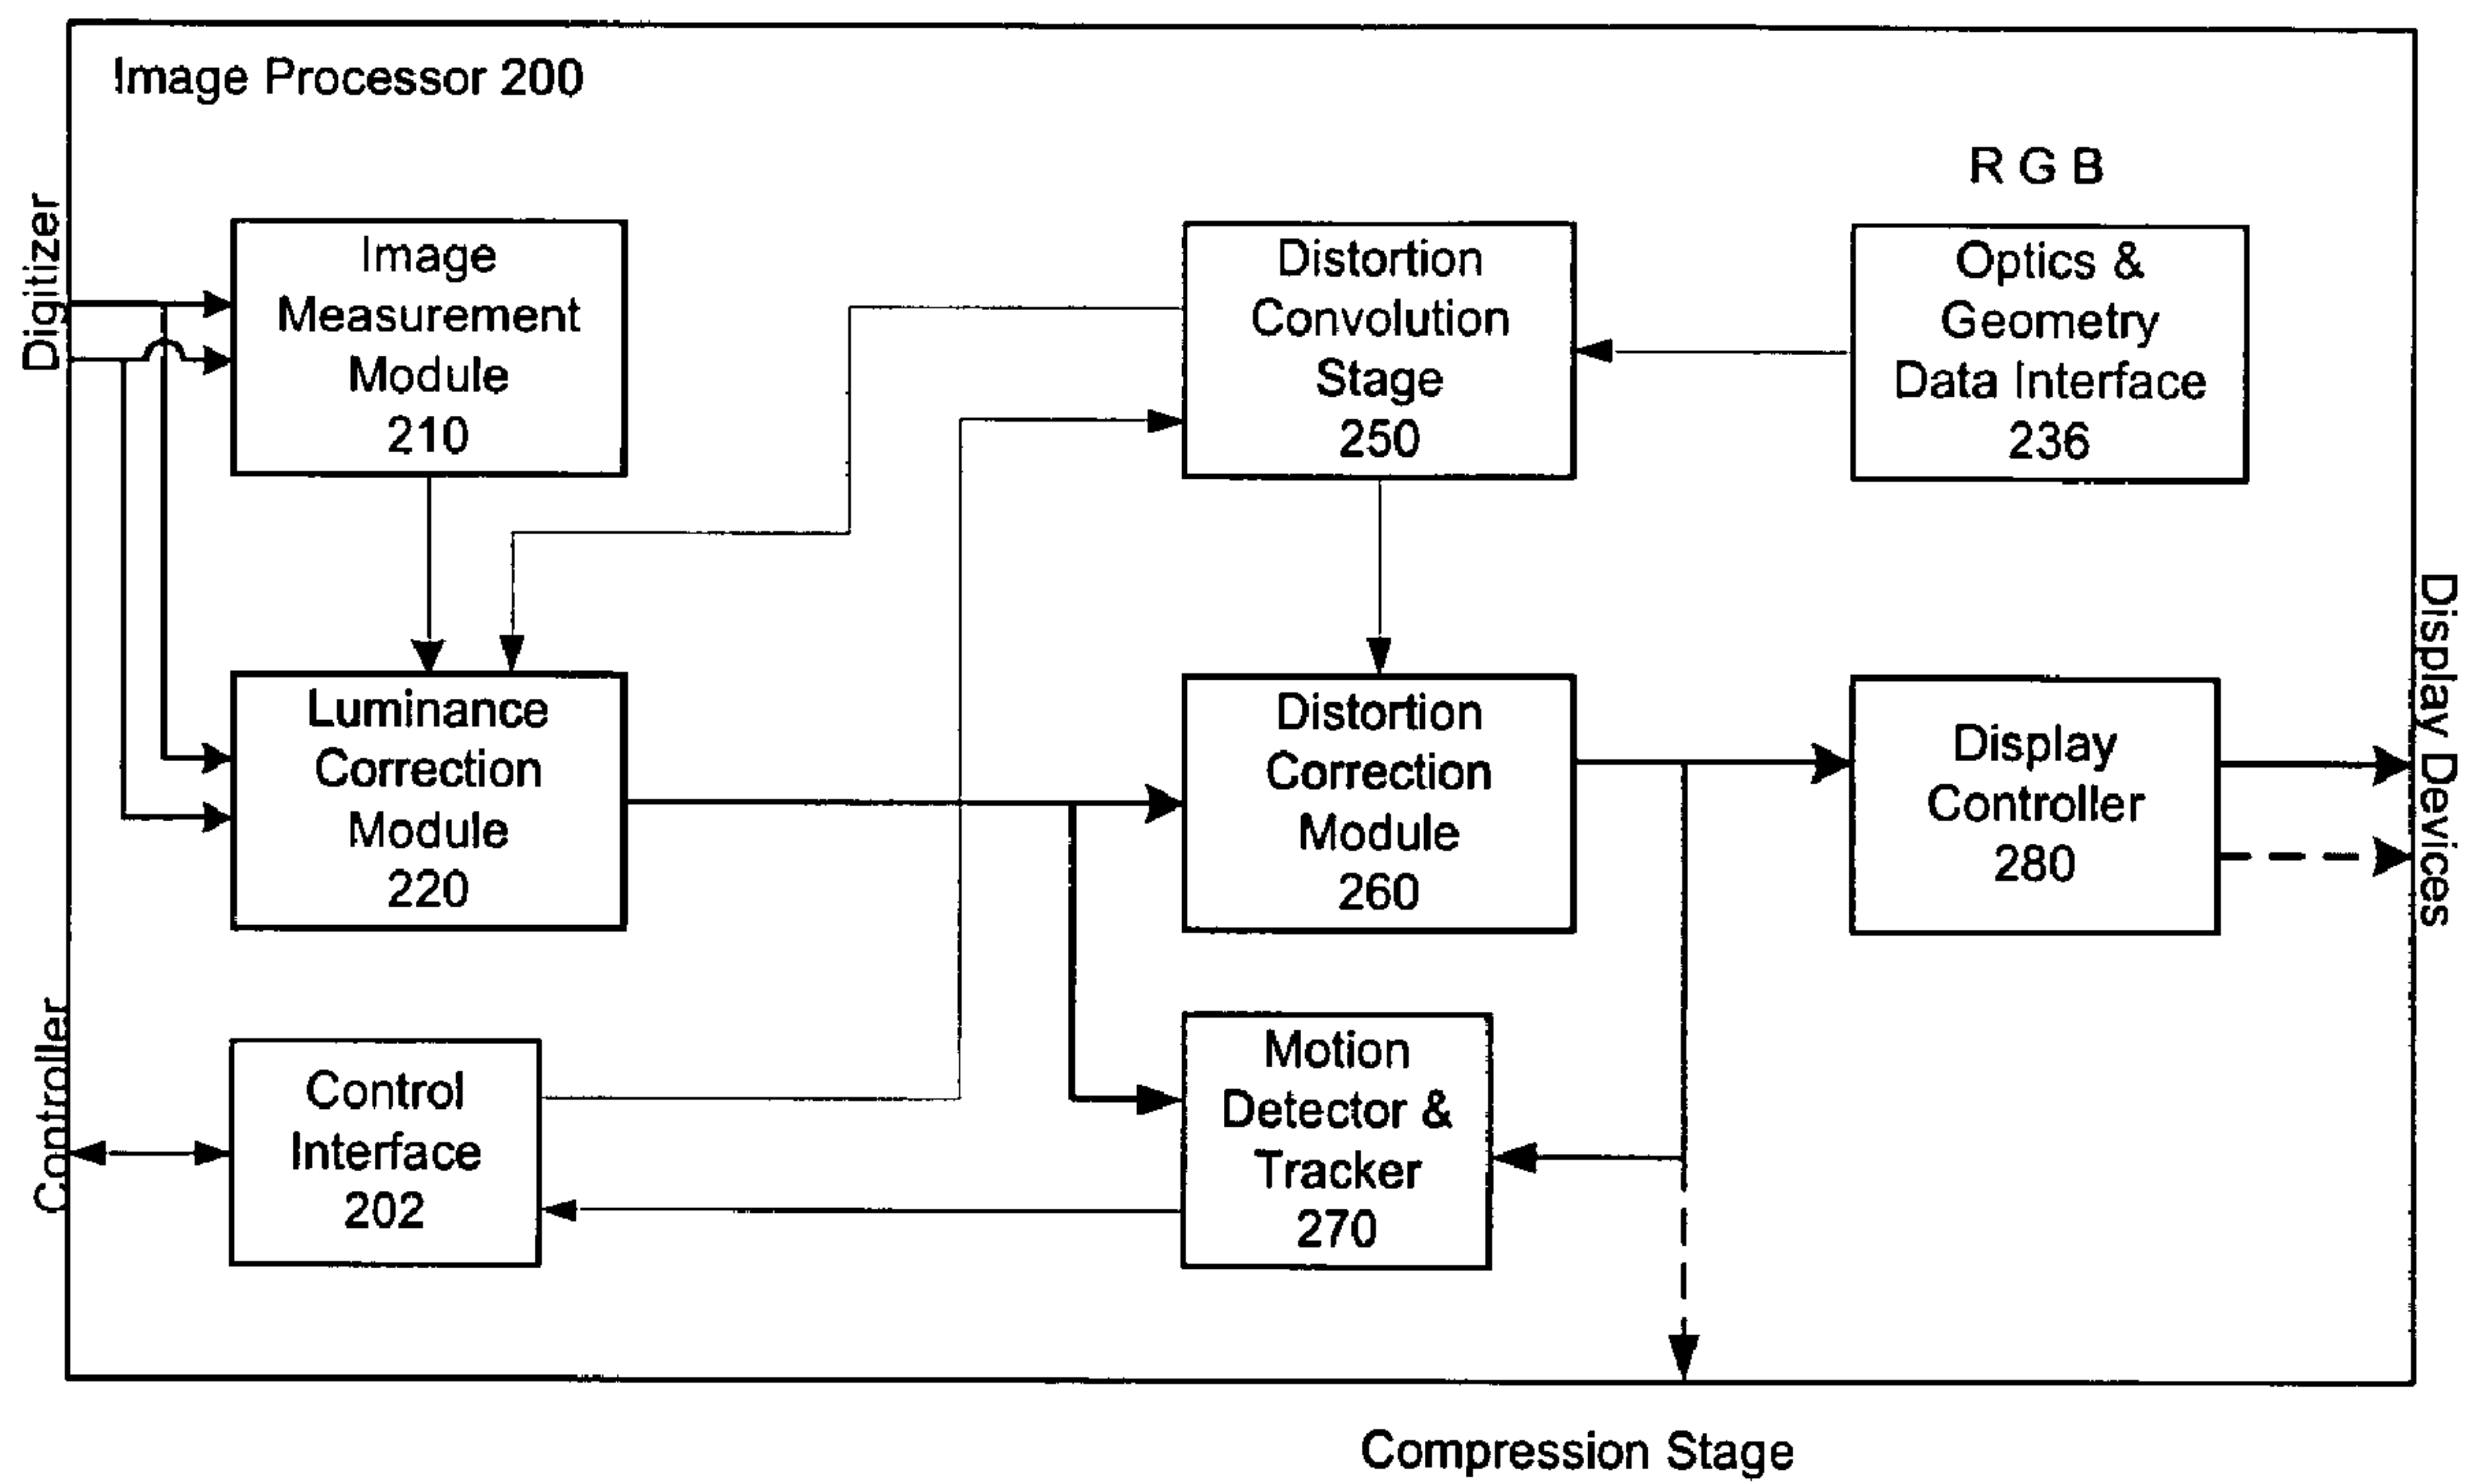 Image Processor 200
R G B
Digitizer
Image
Measurement
Module
210
Distortion
Convolution
Stage
250
Optics &
Geometry
Data Interface
236
Luminance
Correction
Module
220
Distortion
Correction
Module
260
Display
Controller
280
Display Devices
Controller
Control
Interface
202
Motion
Detector &
Tracker
270
Compression Stage